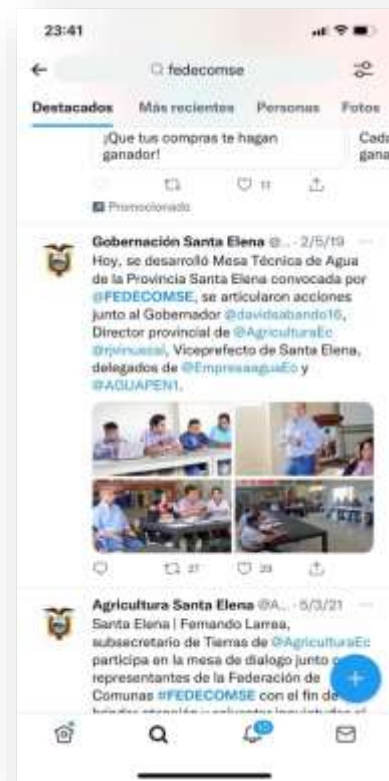 23:41
fedecomse
Destacados Más recientes Personas Fotos
¡Que tus compras te hagan
ganador!
Cada
gana
11
Promocionado
Gobernación Santa Elena @... · 2/5/19
Hoy, se desarrolló Mesa Técnica de Agua
de la Provincia Santa Elena convocada por
@FEDECOMSE, se articularon acciones
junto al Gobernador @davidsabando16,
Director provincial de @AgriculturaEc
Viceprefecto de Santa Elena,
delegados de @EmpresaaguaEc y
@AGUAPEN1.
27 39
Agricultura Santa Elena @A... · 5/3/21
Santa Elena | Fernando Larrea,
subsecretario de Tierras de @AgriculturaEc
participa en la mesa de dialogo junto
representantes de la Federación de
Comunas #FEDECOMSE con el fin de